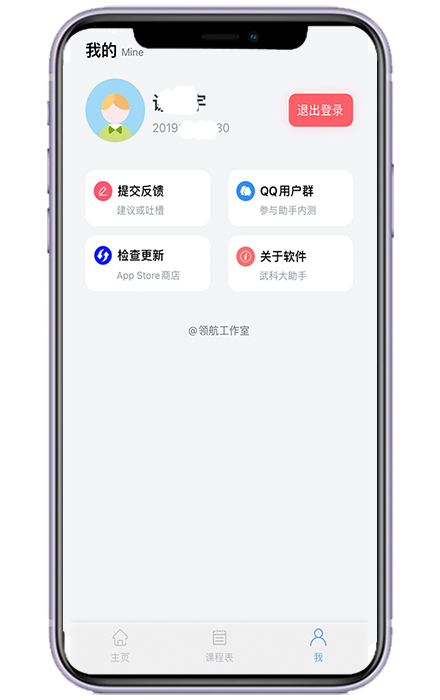 我的 Mine
宇
2019 30
退出登录
提交反馈
建议或吐槽
QQ用户群
参与助手内测
检查更新
App Store商店
关于软件
武科大助手
@领航工作室
主页
课程表
我